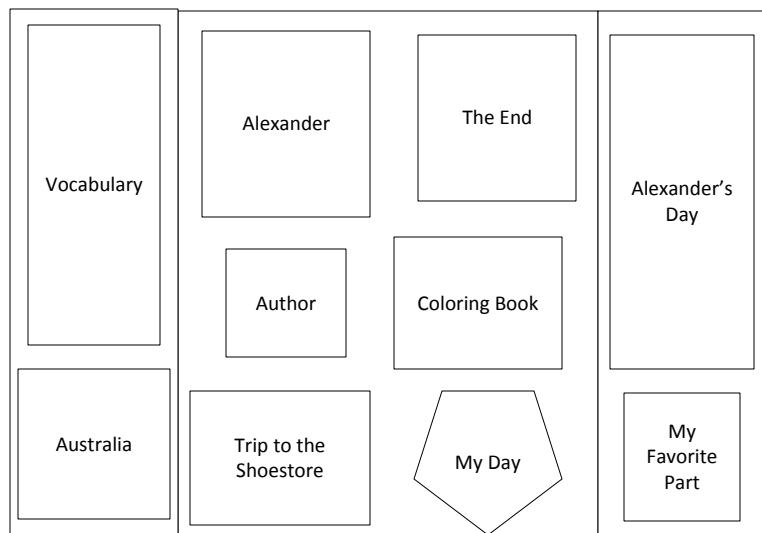 Vocabulary
Australia
Alexander
The End
Author
Coloring Book
Trip to the
Shoestore
My Day
Alexander’s
Day
My
Favorite
Part